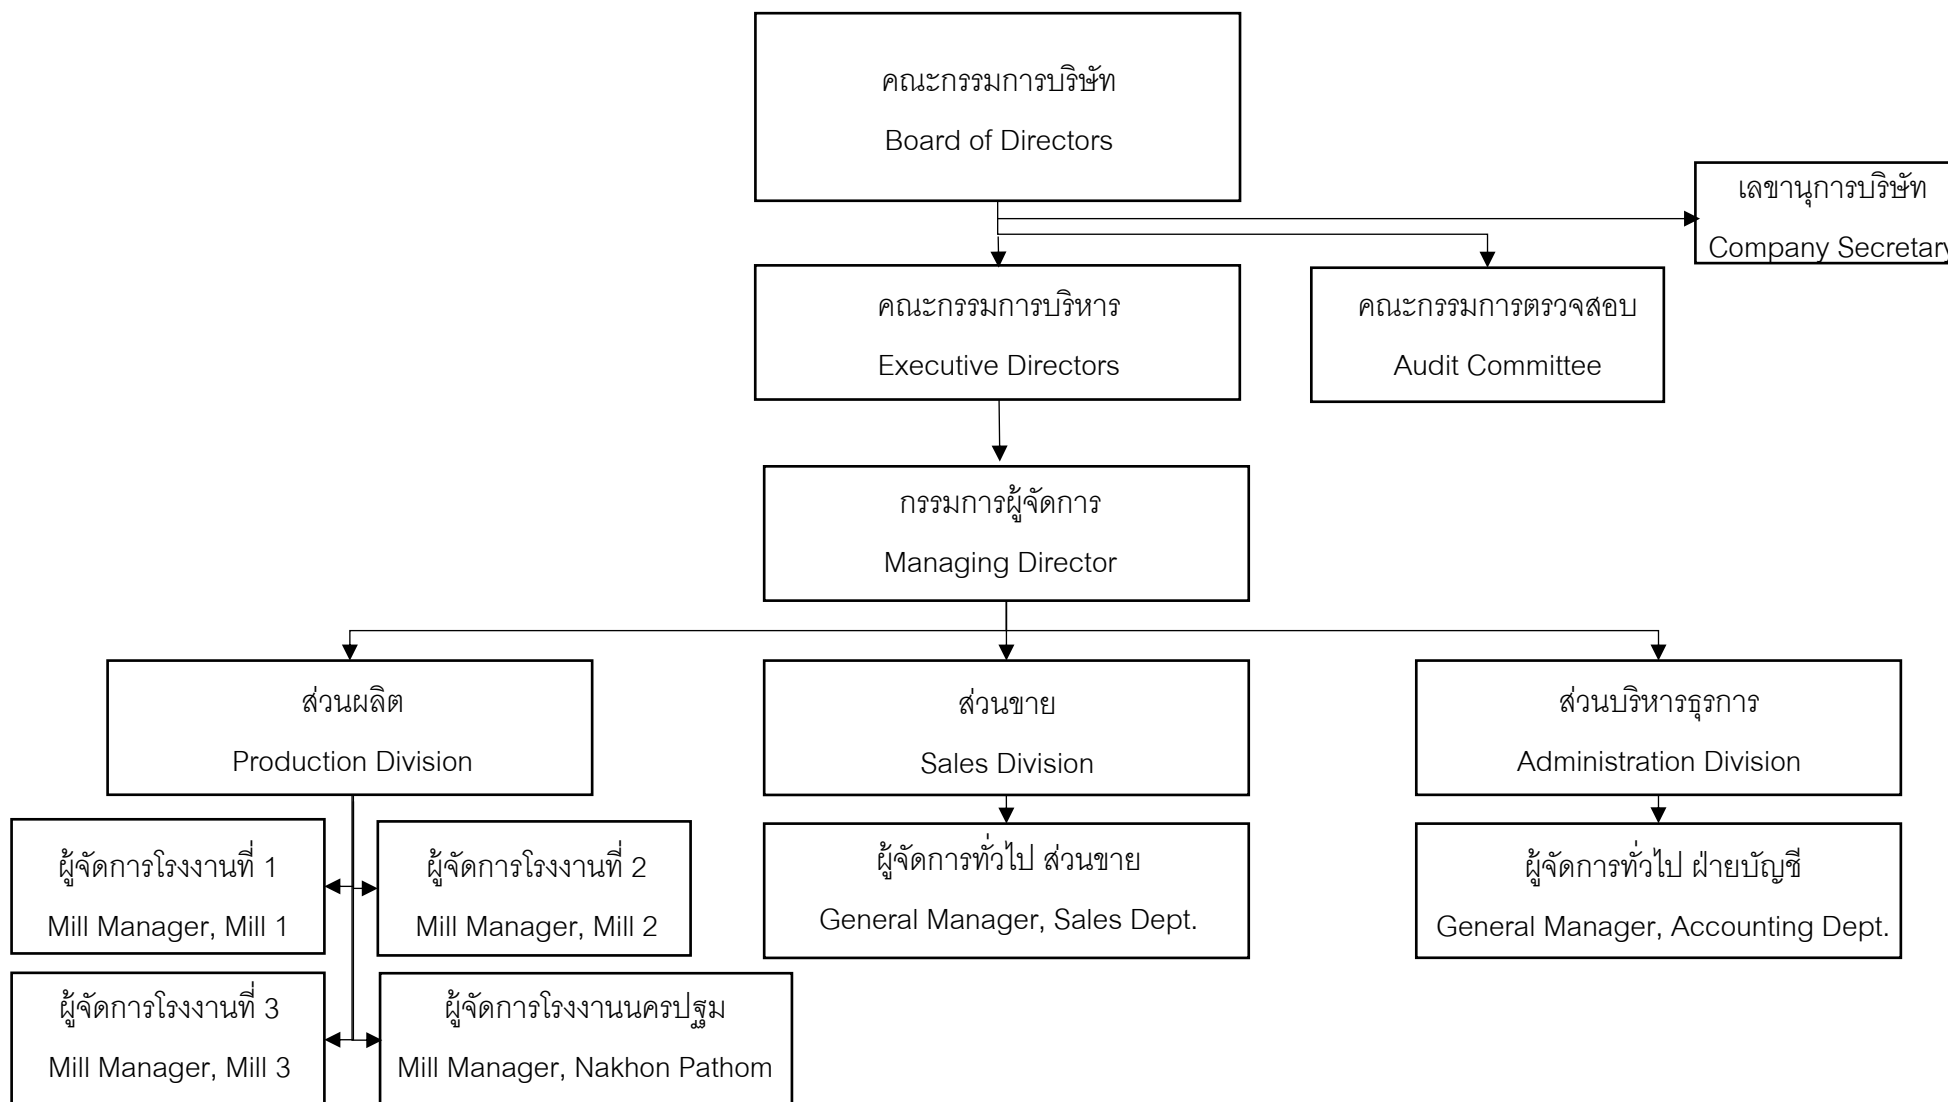 คณะกรรมการบริษัท
Board of Directors
เลขานุการบริษัท
Company Secretary
คณะกรรมการบริหาร
Executive Directors
คณะกรรมการตรวจสอบ
Audit Committee
กรรมการผู้จัดการ
Managing Director
ส่วนผลิต
Production Division
ส่วนขาย
Sales Division
ส่วนบริหารธุรการ
Administration Division
ผู้จัดการโรงงานที่ 1
Mill Manager, Mill 1
ผู้จัดการโรงงานที่ 2
Mill Manager, Mill 2
ผู้จัดการทั่วไป ส่วนขาย
General Manager, Sales Dept.
ผู้จัดการทั่วไป ฝ่ายบัญชี
General Manager, Accounting Dept.
ผู้จัดการโรงงานที่ 3
Mill Manager, Mill 3
ผู้จัดการโรงงานนครปฐม
Mill Manager, Nakhon Pathom